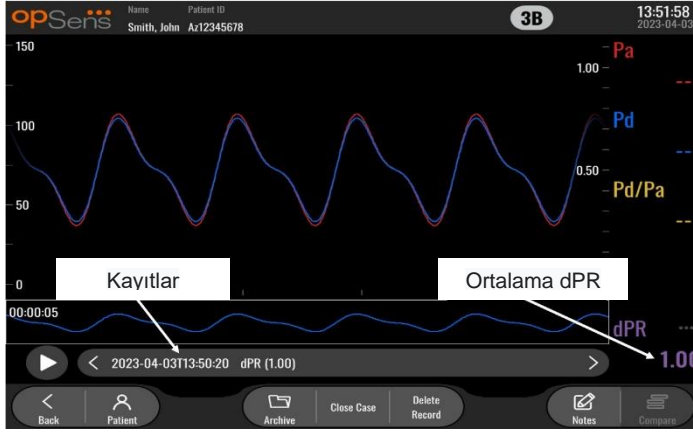 opSens
Name Patient ID
Smith, John Az12345678
3B
13:51:58
2023-04-03
150
100
50
0
1.00
0.50
Pa
--
Pd
--
Pd/Pa
--
Kayıtlar
Ortalama dPR
00:00:05
dPR
1.00
2023-04-03T13:50:20 dPR (1.00)
Back
Patient
Archive
Close Case
Delete
Record
Notes
Compare